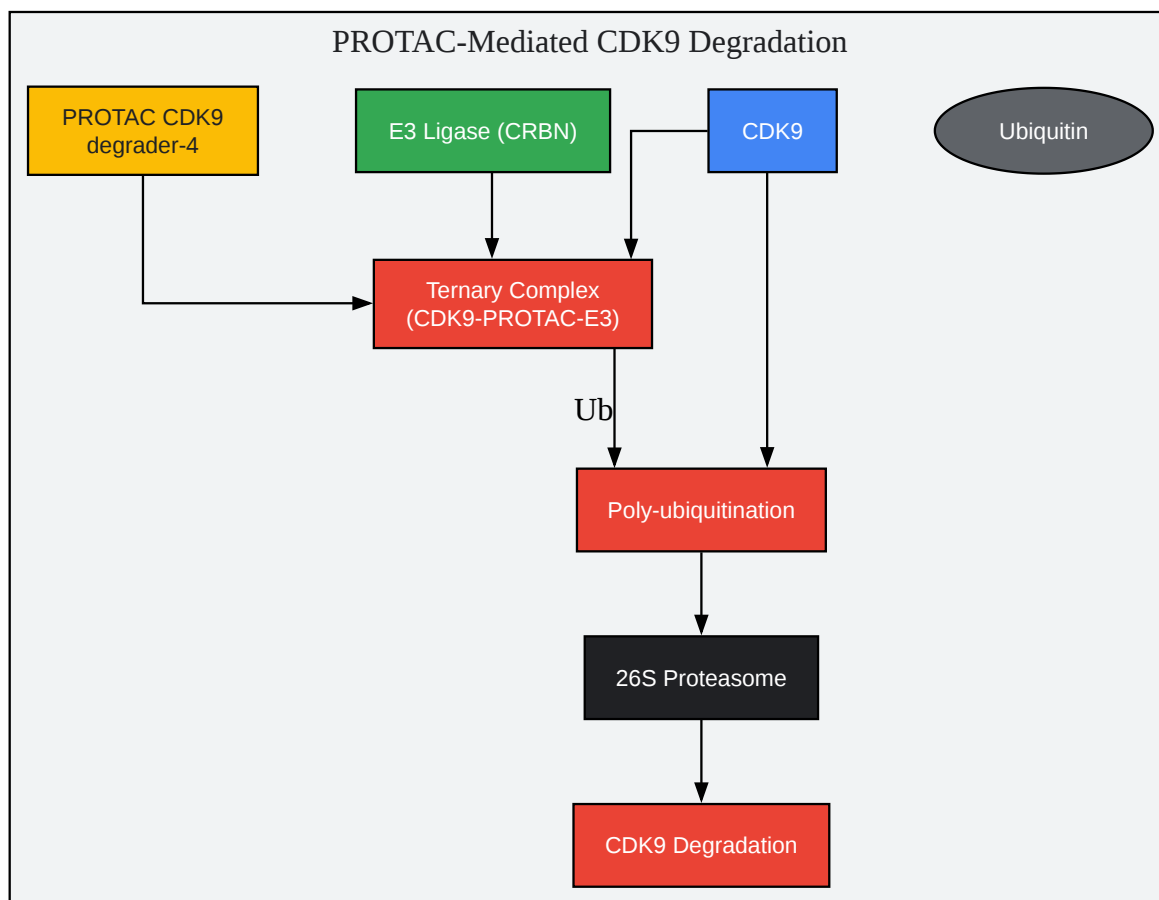 PROTAC-Mediated CDK9 Degradation
PROTAC CDK9
degrader-4
E3 Ligase (CRBN)
CDK9
Ubiquitin
Ternary Complex
(CDK9-PROTAC-E3)
Ub
Poly-ubiquitination
26S Proteasome
CDK9 Degradation